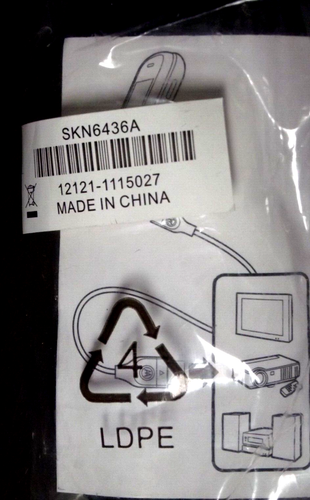 SKN6436A
12121-1115027
MADE IN CHINA
4
LDPE